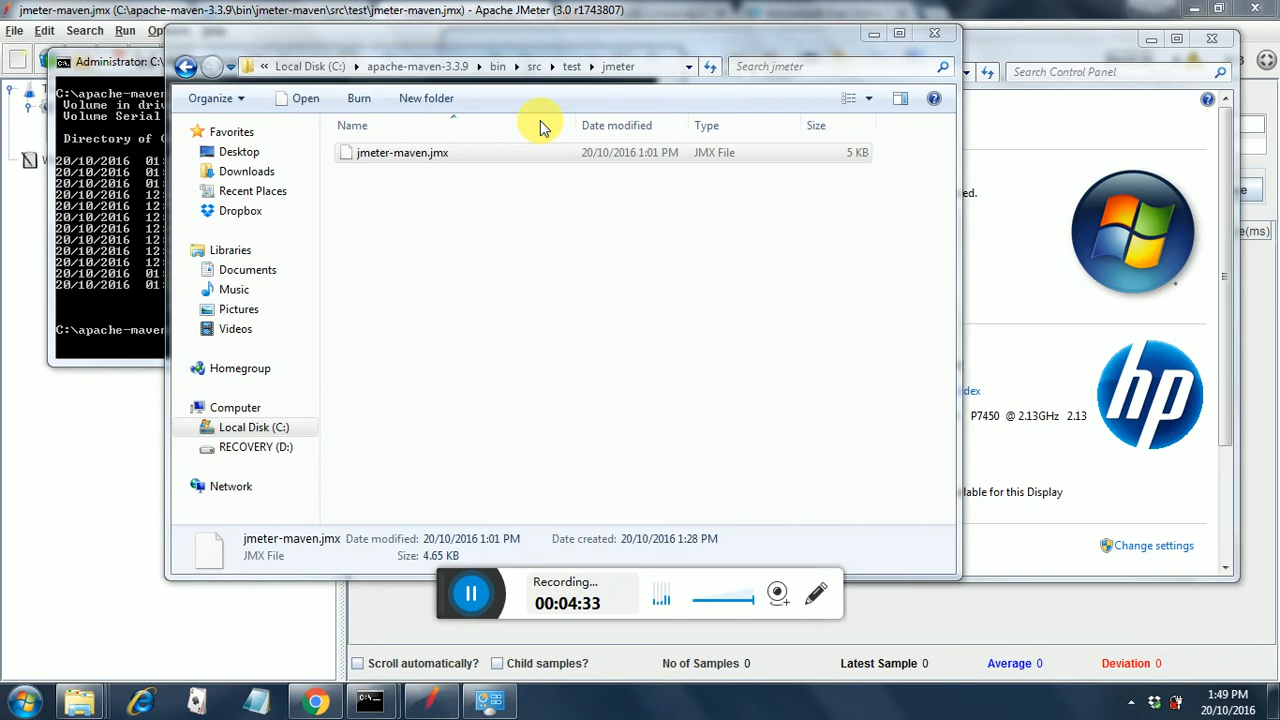 jmeter-maven.jmx (C:\apache-maven-3.3.9\bin\jmeter-maven\src\test\jmeter-maven.jmx) - Apache JMeter (3.0 r1743807)
File Edit Search Run
Administrator: C:\
« Local Disk (C:) apache-maven-3.3.9 bin src test jmeter
Search jmeter
Search Control Panel
Organize Open Burn New folder
C:\apache-maven
Volume in driv
Volume Serial
Directory of
20/10/2016 01:
20/10/2016 01:
20/10/2016 01:
20/10/2016 12:
20/10/2016 12:
20/10/2016 12:
20/10/2016 12:
20/10/2016 12:
20/10/2016 12:
20/10/2016 01:
20/10/2016 01:
20/10/2016 01:
C:\apache-maven
Name Date modified Type Size
jmeter-maven.jmx 20/10/2016 1:01 PM JMX File 5 KB
Favorites
Desktop
Downloads
Recent Places
Dropbox
Libraries
Documents
Music
Pictures
Videos
Homegroup
Computer
Local Disk (C:)
RECOVERY (D:)
Network
ed.
e(ms)
hp
dex
P7450 @ 2.13GHz 2.13
lable for this Display
Change settings
jmeter-maven.jmx Date modified: 20/10/2016 1:01 PM Date created: 20/10/2016 1:28 PM
JMX File Size: 4.65 KB
Recording...
00:04:33
Scroll automatically? Child samples? No of Samples 0 Latest Sample 0 Average 0 Deviation 0
1:49 PM
20/10/2016